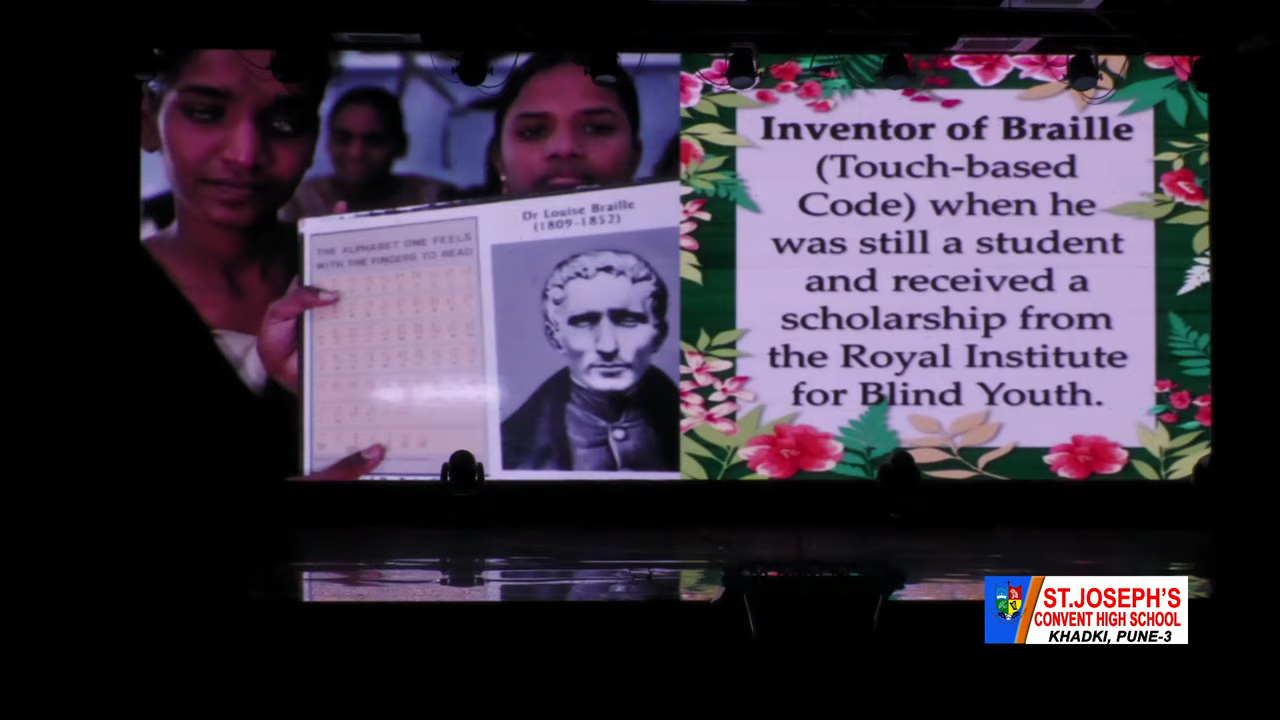 Dr Louise Braille
(1809-1852)
THE ALPHABET ONE FEELS
WITH THE FINGERS TO READ
Inventor of Braille
(Touch-based
Code) when he
was still a student
and received a
scholarship from
the Royal Institute
for Blind Youth.
ST.JOSEPH'S
CONVENT HIGH SCHOOL
KHADKI, PUNE-3